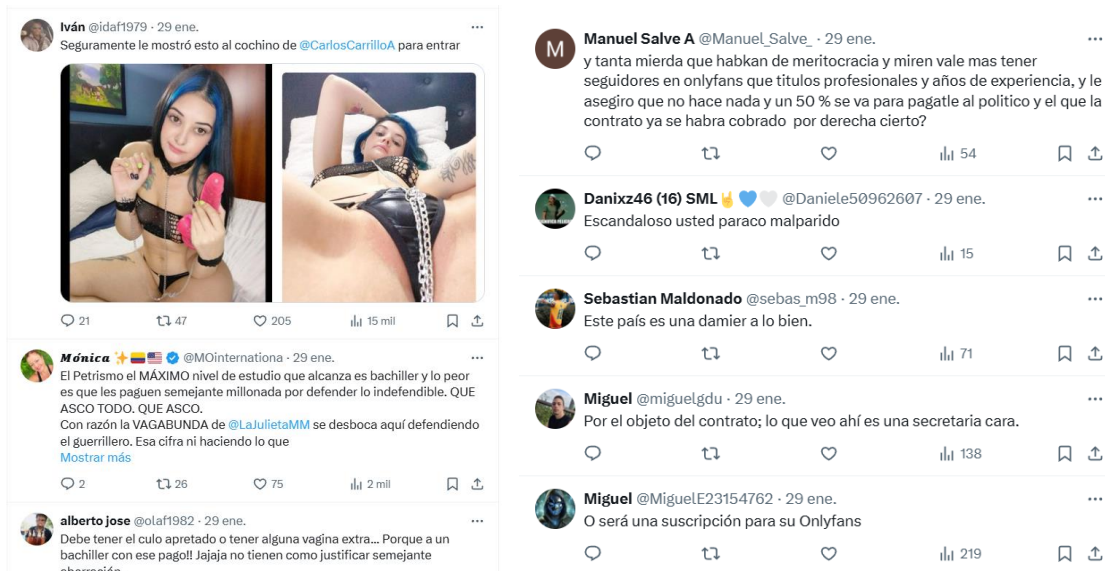 Iván @idaf1979 · 29 ene.
Seguramente le mostró esto al cochino de @CarlosCarrilloA para entrar
21 47 205 15 mil
Mónica @MOinternationa · 29 ene.
El Petrismo el MÁXIMO nivel de estudio que alcanza es bachiller y lo peor
es que les paguen semejante millonada por defender lo indefendible. QUE
ASCO TODO. QUE ASCO.
Con razón la VAGABUNDA de @LaJulietaMM se desboca aquí defendiendo
el guerrillero. Esa cifra ni haciendo lo que
Mostrar más
2 26 75 2 mil
alberto jose @olaf1982 · 29 ene.
Debe tener el culo apretado o tener alguna vagina extra... Porque a un
bachiller con ese pago!! Jajaja no tienen como justificar semejante
M
Manuel Salve A @Manuel_Salve_ · 29 ene.
y tanta mierda que habkan de meritocracia y miren vale mas tener
seguidores en onlyfans que titulos profesionales y años de experiencia, y le
asegiro que no hace nada y un 50 % se va para pagatle al politico y el que la
contrato ya se habra cobrado por derecha cierto?
54
Danixz46 (16) SML @Daniele50962607 · 29 ene.
Escandaloso usted paraco malparido
15
Sebastian Maldonado @sebas_m98 · 29 ene.
Este país es una damier a lo bien.
71
Miguel @miguelgdu · 29 ene.
Por el objeto del contrato; lo que veo ahí es una secretaria cara.
138
Miguel @MiguelE23154762 · 29 ene.
O será una suscripción para su Onlyfans
219